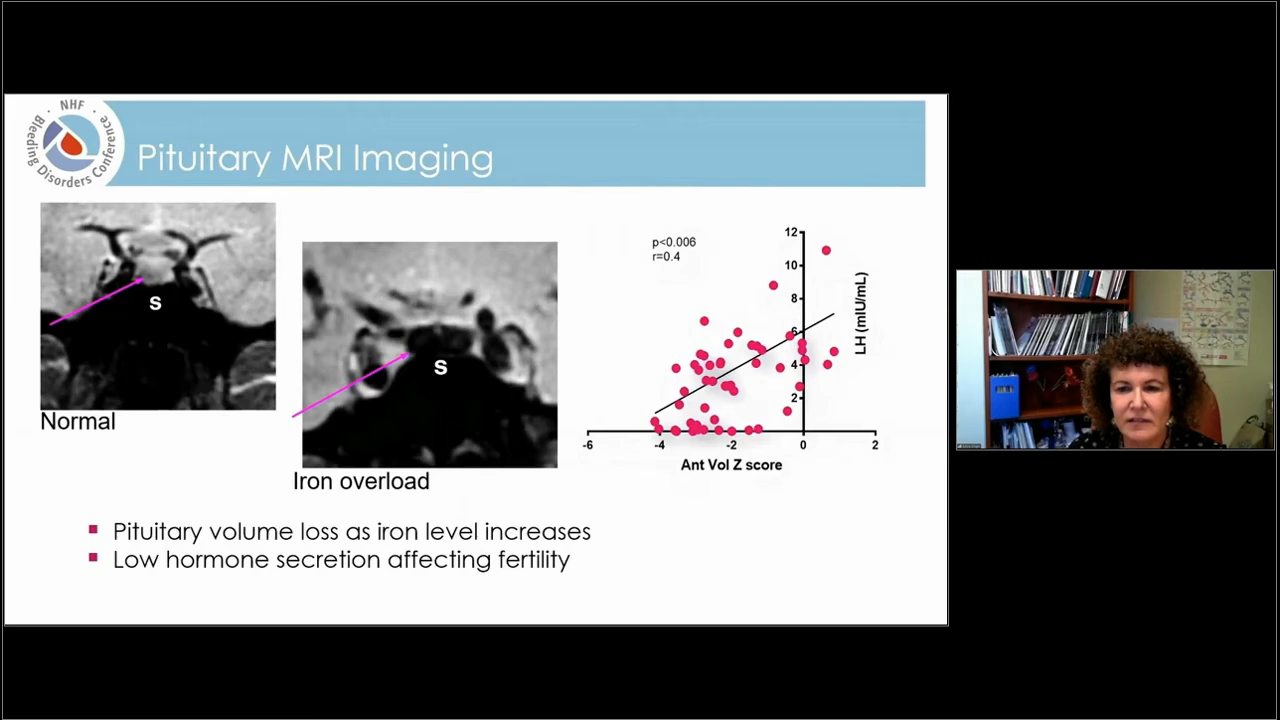 · NHF ·
Bleeding Disorders Conference
Pituitary MRI Imaging
S
Normal
S
Iron overload
p<0.006
r=0.4
12
10
8
6
4
2
LH (mIU/mL)
-6
-4
-2
0
2
Ant Vol Z score
Pituitary volume loss as iron level increases
Low hormone secretion affecting fertility